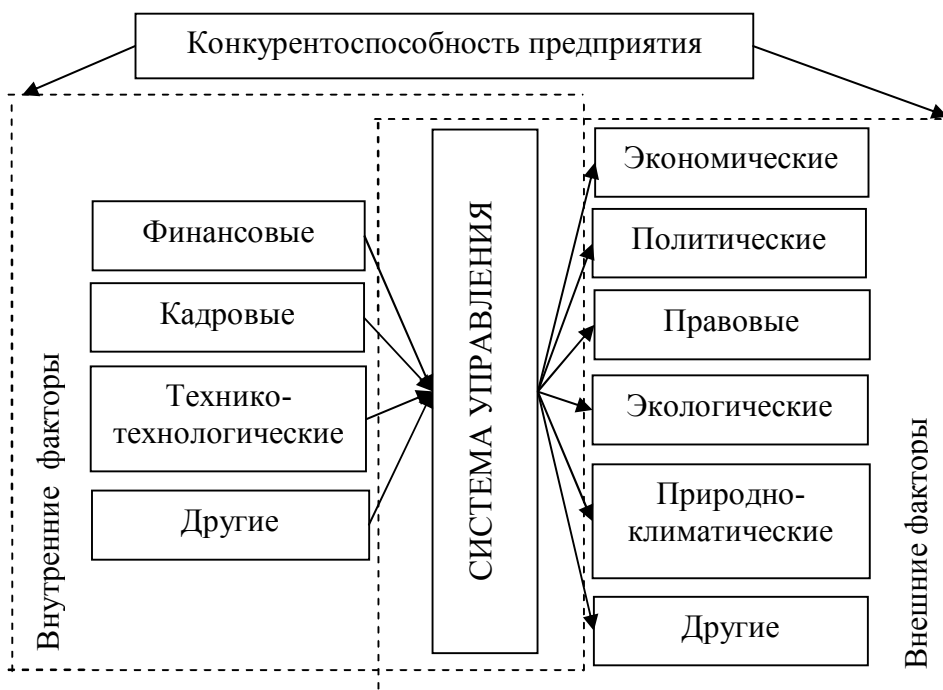 Конкурентоспособность предприятия
Внутренние факторы
Финансовые
Кадровые
Технико-
технологические
Другие
СИСТЕМА УПРАВЛЕНИЯ
Экономические
Политические
Правовые
Экологические
Природно-
климатические
Другие
Внешние факторы